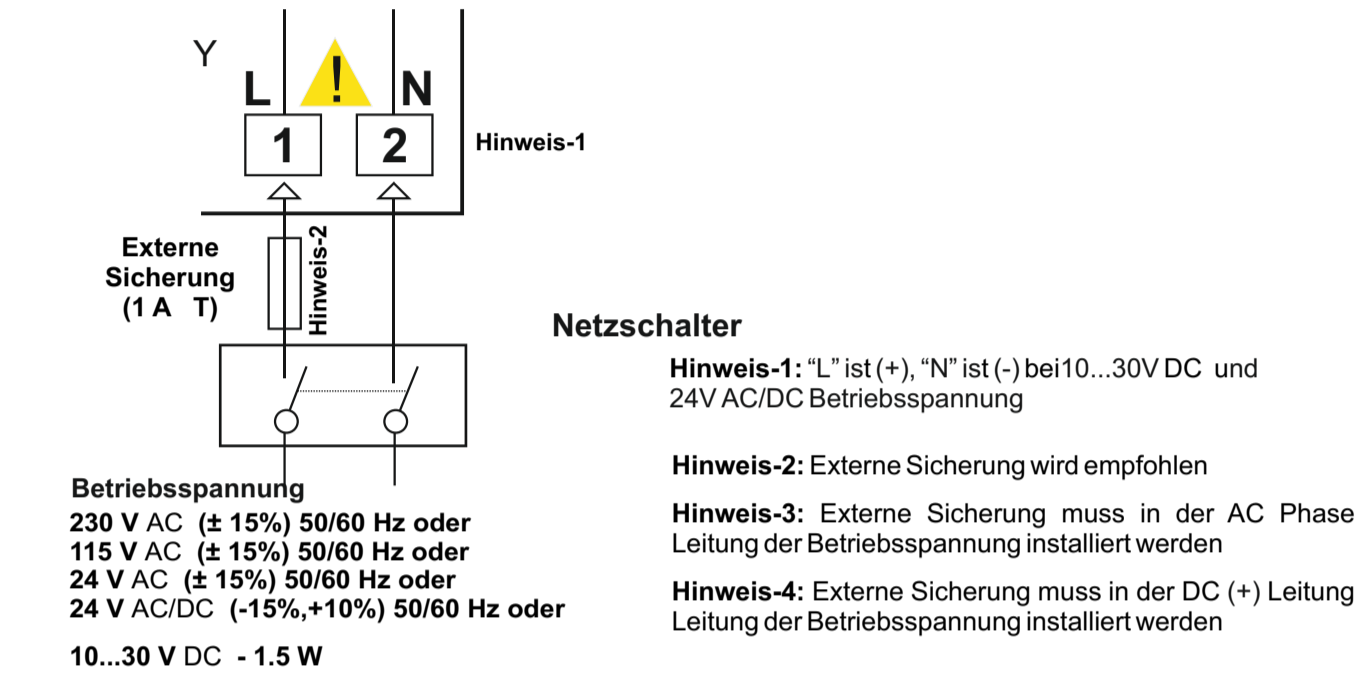 Y
L ! N
1 2
Hinweis-1
Externe
Sicherung
(1 A T)
Hinweis-2
Netzschalter
Hinweis-1: “L” ist (+), “N” ist (-) bei10...30V DC und
24V AC/DC Betriebsspannung
Hinweis-2: Externe Sicherung wird empfohlen
Hinweis-3: Externe Sicherung muss in der AC Phase
Leitung der Betriebsspannung installiert werden
Hinweis-4: Externe Sicherung muss in der DC (+) Leitung
Leitung der Betriebsspannung installiert werden
Betriebsspannung
230 V AC (± 15%) 50/60 Hz oder
115 V AC (± 15%) 50/60 Hz oder
24 V AC (± 15%) 50/60 Hz oder
24 V AC/DC (-15%,+10%) 50/60 Hz oder
10...30 V DC - 1.5 W